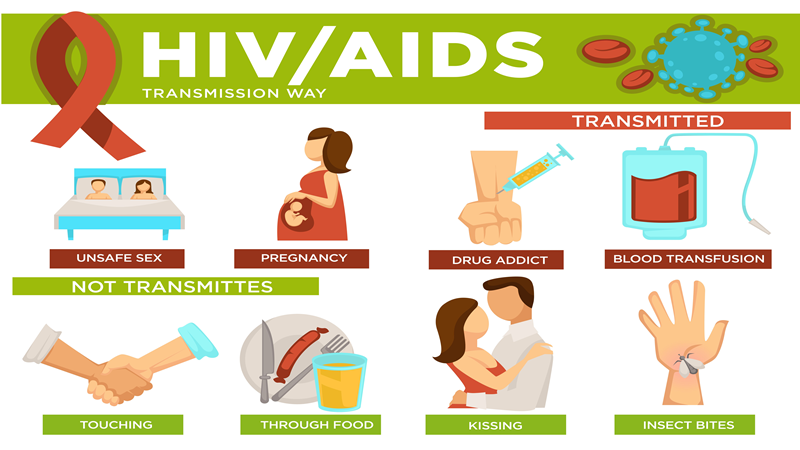 HIV/AIDS
TRANSMISSION WAY
TRANSMITTED
UNSAFE SEX
PREGNANCY
DRUG ADDICT
BLOOD TRANSFUSION
NOT TRANSMITTES
TOUCHING
THROUGH FOOD
KISSING
INSECT BITES